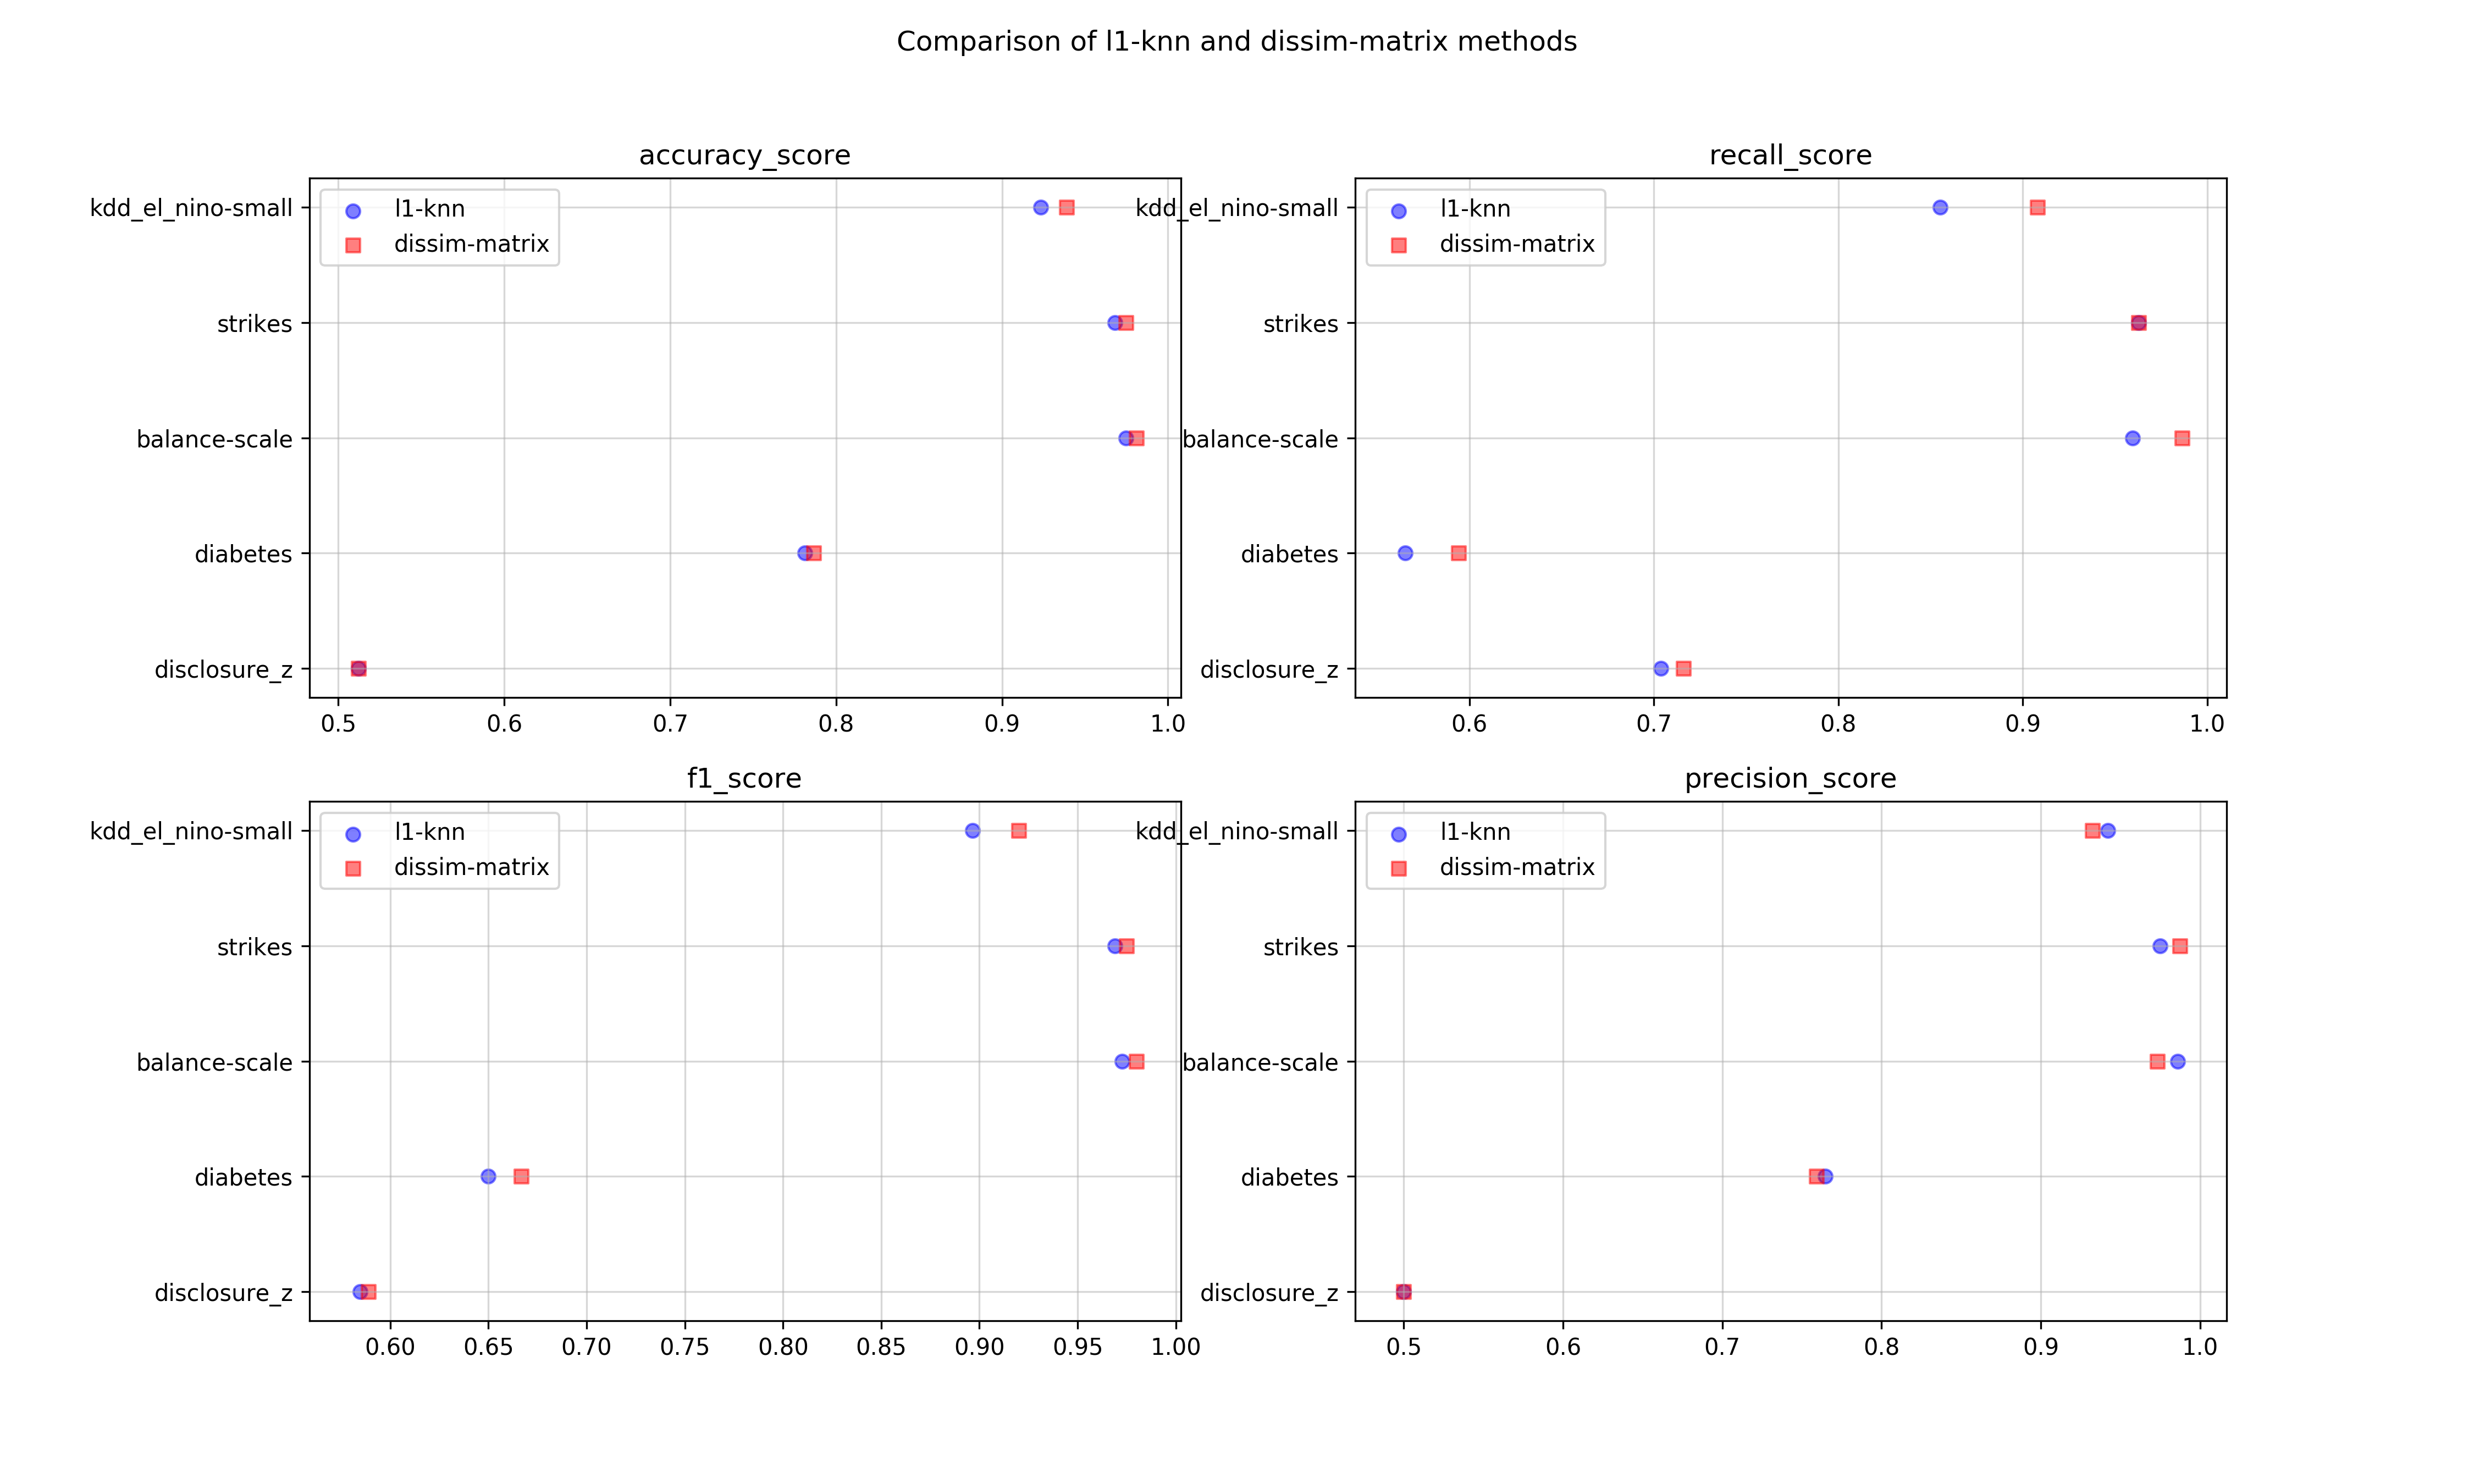 Comparison of l1-knn and dissim-matrix methods
accuracy_score
kdd_el_nino-small
strikes
balance-scale
diabetes
disclosure_z
l1-knn
dissim-matrix
0.5 0.6 0.7 0.8 0.9 1.0
recall_score
kdd_el_nino-small
strikes
balance-scale
diabetes
disclosure_z
l1-knn
dissim-matrix
0.6 0.7 0.8 0.9 1.0
f1_score
kdd_el_nino-small
strikes
balance-scale
diabetes
disclosure_z
l1-knn
dissim-matrix
0.60 0.65 0.70 0.75 0.80 0.85 0.90 0.95 1.00
precision_score
kdd_el_nino-small
strikes
balance-scale
diabetes
disclosure_z
l1-knn
dissim-matrix
0.5 0.6 0.7 0.8 0.9 1.0